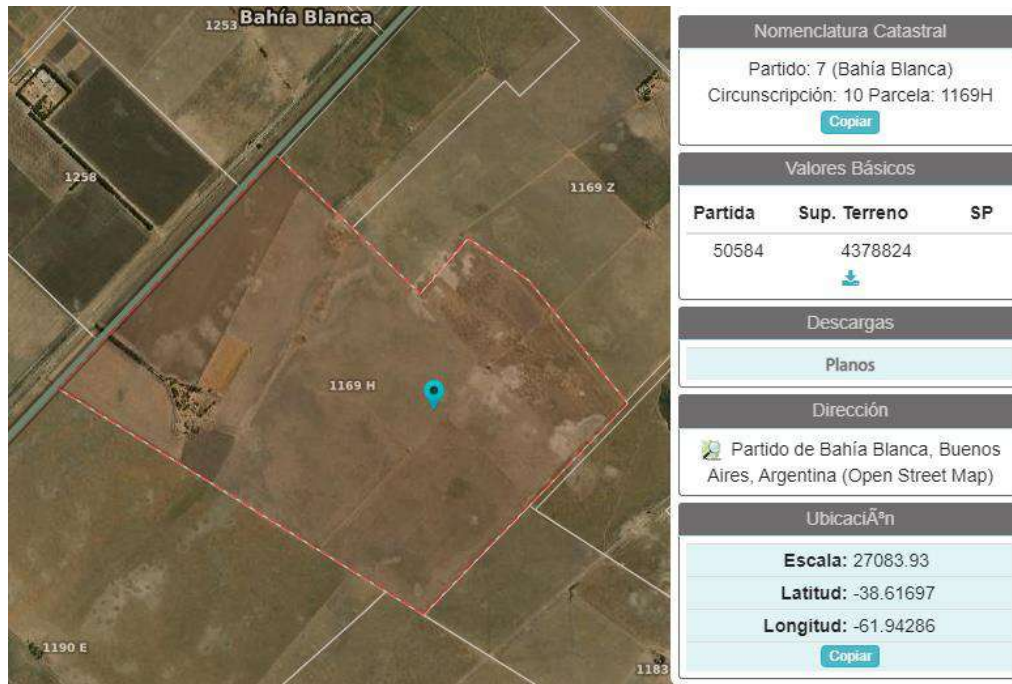 Bahía Blanca
1253
1258
1169 Z
1169 H
1190 E
1183
Nomenclatura Catastral
Partido: 7 (Bahía Blanca)
Circunscripción: 10 Parcela: 1169H
Copiar
Valores Básicos
Partida Sup. Terreno SP
50584 4378824
Descargas
Planos
Dirección
Partido de Bahía Blanca, Buenos
Aires, Argentina (Open Street Map)
UbicaciÃªn
Escala: 27083.93
Latitud: -38.61697
Longitud: -61.94286
Copiar